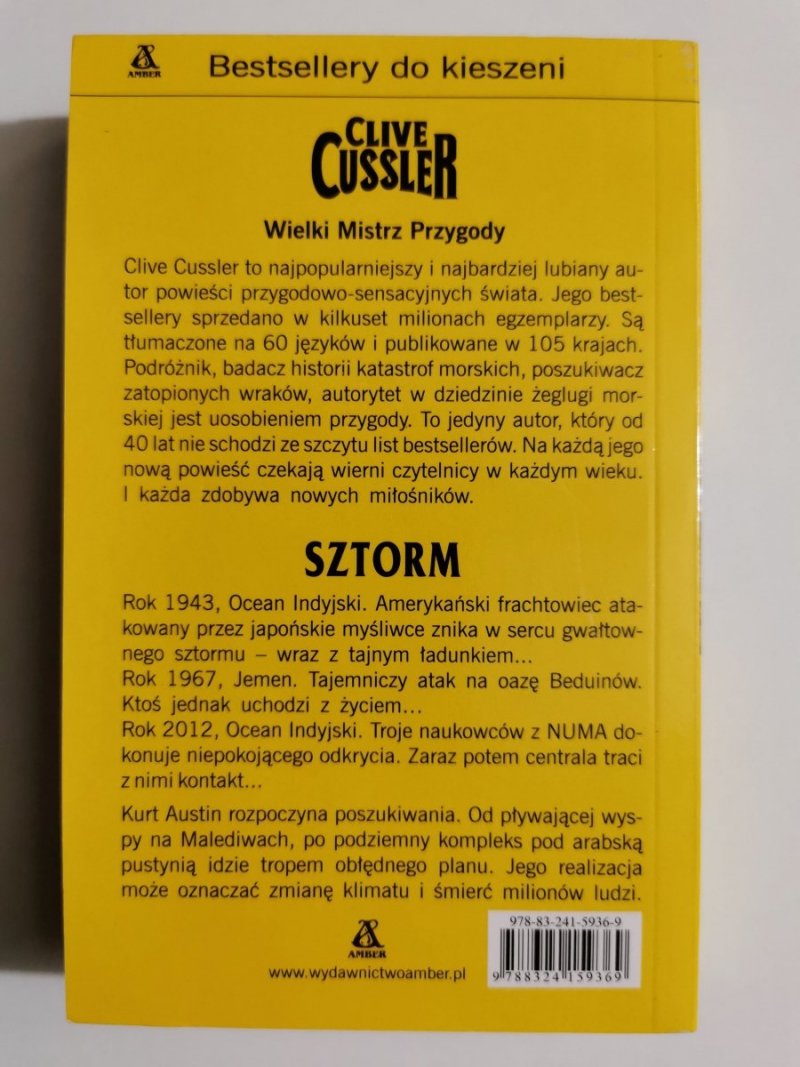 AMBER
Bestsellery do kieszeni
CLIVE
CUSSLER
Wielki Mistrz Przygody
Clive Cussler to najpopularniejszy i najbardziej lubiany au-
tor powieści przygodowo-sensacyjnych świata. Jego best-
sellery sprzedano w kilkuset milionach egzemplarzy. Są
tłumaczone na 60 języków i publikowane w 105 krajach.
Podróżnik, badacz historii katastrof morskich, poszukiwacz
zatopionych wraków, autorytet w dziedzinie żeglugi mor-
skiej jest uosobieniem przygody. To jedyny autor, który od
40 lat nie schodzi ze szczytu list bestsellerów. Na każdą jego
nową powieść czekają wierni czytelnicy w każdym wieku.
I każda zdobywa nowych miłośników.
SZTORM
Rok 1943, Ocean Indyjski. Amerykański frachtowiec ata-
kowany przez japońskie myśliwce znika w sercu gwałtow-
nego sztormu – wraz z tajnym ładunkiem...
Rok 1967, Jemen. Tajemniczy atak na oazę Beduinów.
Ktoś jednak uchodzi z życiem...
Rok 2012, Ocean Indyjski. Troje naukowców z NUMA do-
konuje niepokojącego odkrycia. Zaraz potem centrala traci
z nimi kontakt...
Kurt Austin rozpoczyna poszukiwania. Od pływającej wys-
py na Malediwach, po podziemny kompleks pod arabską
pustynią idzie tropem obłędnego planu. Jego realizacja
może oznaczać zmianę klimatu i śmierć milionów ludzi.
AMBER
www.wydawnictwoamber.pl
978-83-241-5936-9
9 788324 159369